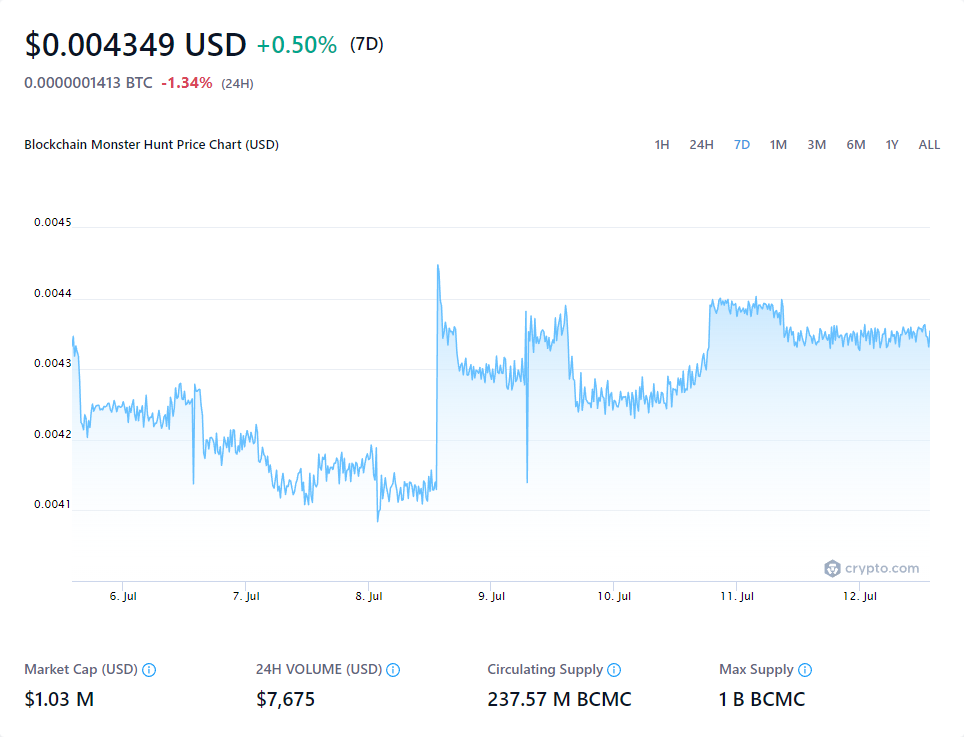 $0.004349 USD +0.50% (7D)
0.0000001413 BTC -1.34% (24H)
Blockchain Monster Hunt Price Chart (USD) 1H 24H 7D 1M 3M 6M 1Y ALL
0.0045
0.0044
0.0043
0.0042
0.0041
crypto.com
6. Jul 7. Jul 8. Jul 9. Jul 10. Jul 11. Jul 12. Jul
Market Cap (USD) 24H VOLUME (USD) Circulating Supply Max Supply
$1.03 M $7,675 237.57 M BCMC 1 B BCMC